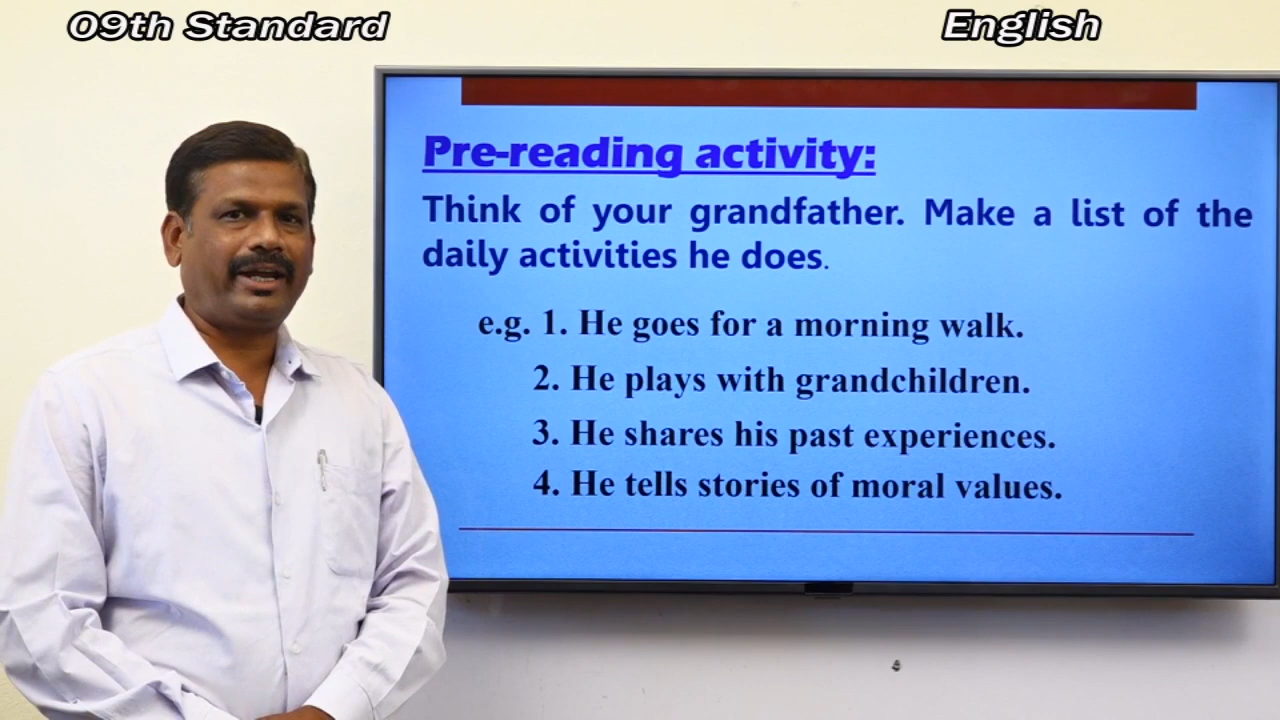 09th Standard
English
Pre-reading activity:
Think of your grandfather. Make a list of the
daily activities he does.
e.g. 1. He goes for a morning walk.
2. He plays with grandchildren.
3. He shares his past experiences.
4. He tells stories of moral values.